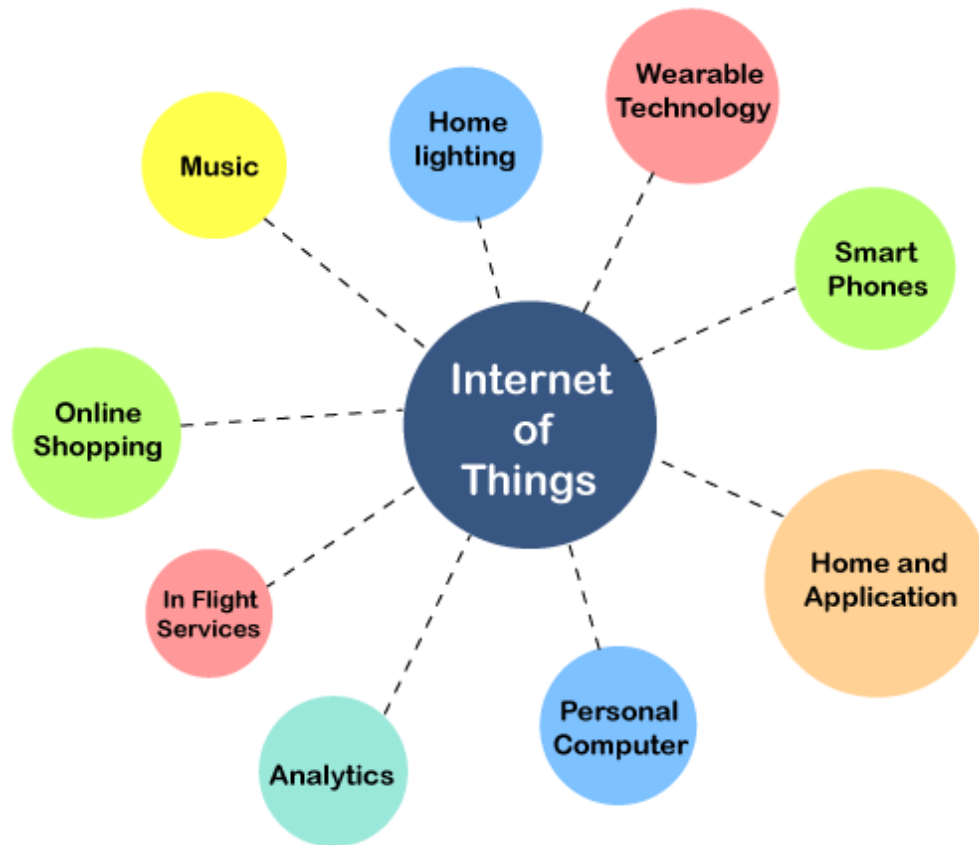 Wearable
Technology
Home
lighting
Music
Smart
Phones
Internet
of
Things
Online
Shopping
Home and
Application
In Flight
Services
Personal
Computer
Analytics